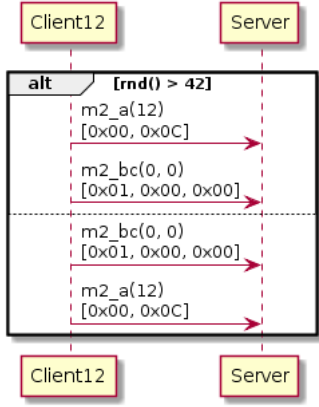 Client12 Server
alt [rnd() > 42]
m2_a(12)
[0x00, 0x0C]
m2_bc(0, 0)
[0x01, 0x00, 0x00]
m2_bc(0, 0)
[0x01, 0x00, 0x00]
m2_a(12)
[0x00, 0x0C]
Client12 Server